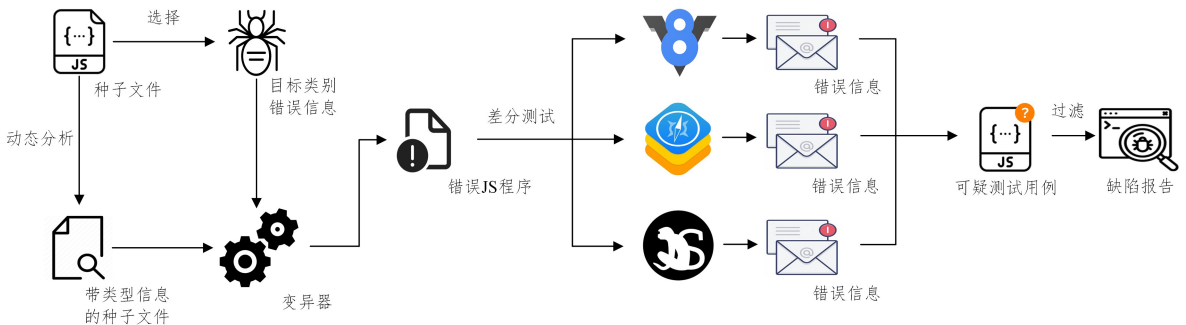 选择
{...}
JS
种子文件
目标类别
错误信息
动态分析
带类型信息
的种子文件
变异器
!
错误JS程序
差分测试
8
!
@
错误信息
!
@
错误信息
JS
!
@
错误信息
?
{...}
JS
可疑测试用例
过滤
>_
缺陷报告